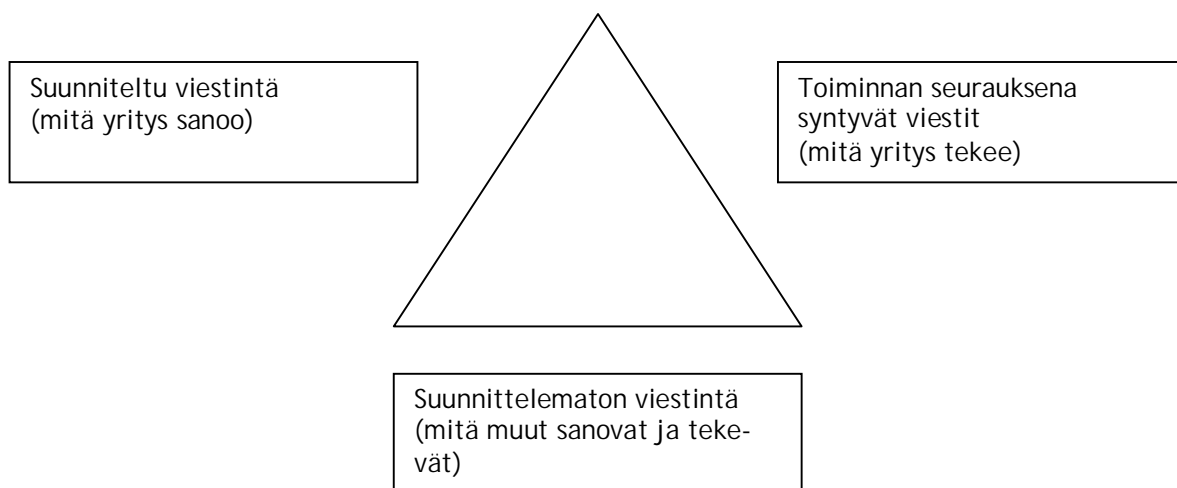 Suunniteltu viestintä
(mitä yritys sanoo)
Toiminnan seurauksena
syntyvät viestit
(mitä yritys tekee)
Suunnittelematon viestintä
(mitä muut sanovat ja teke-
vät)